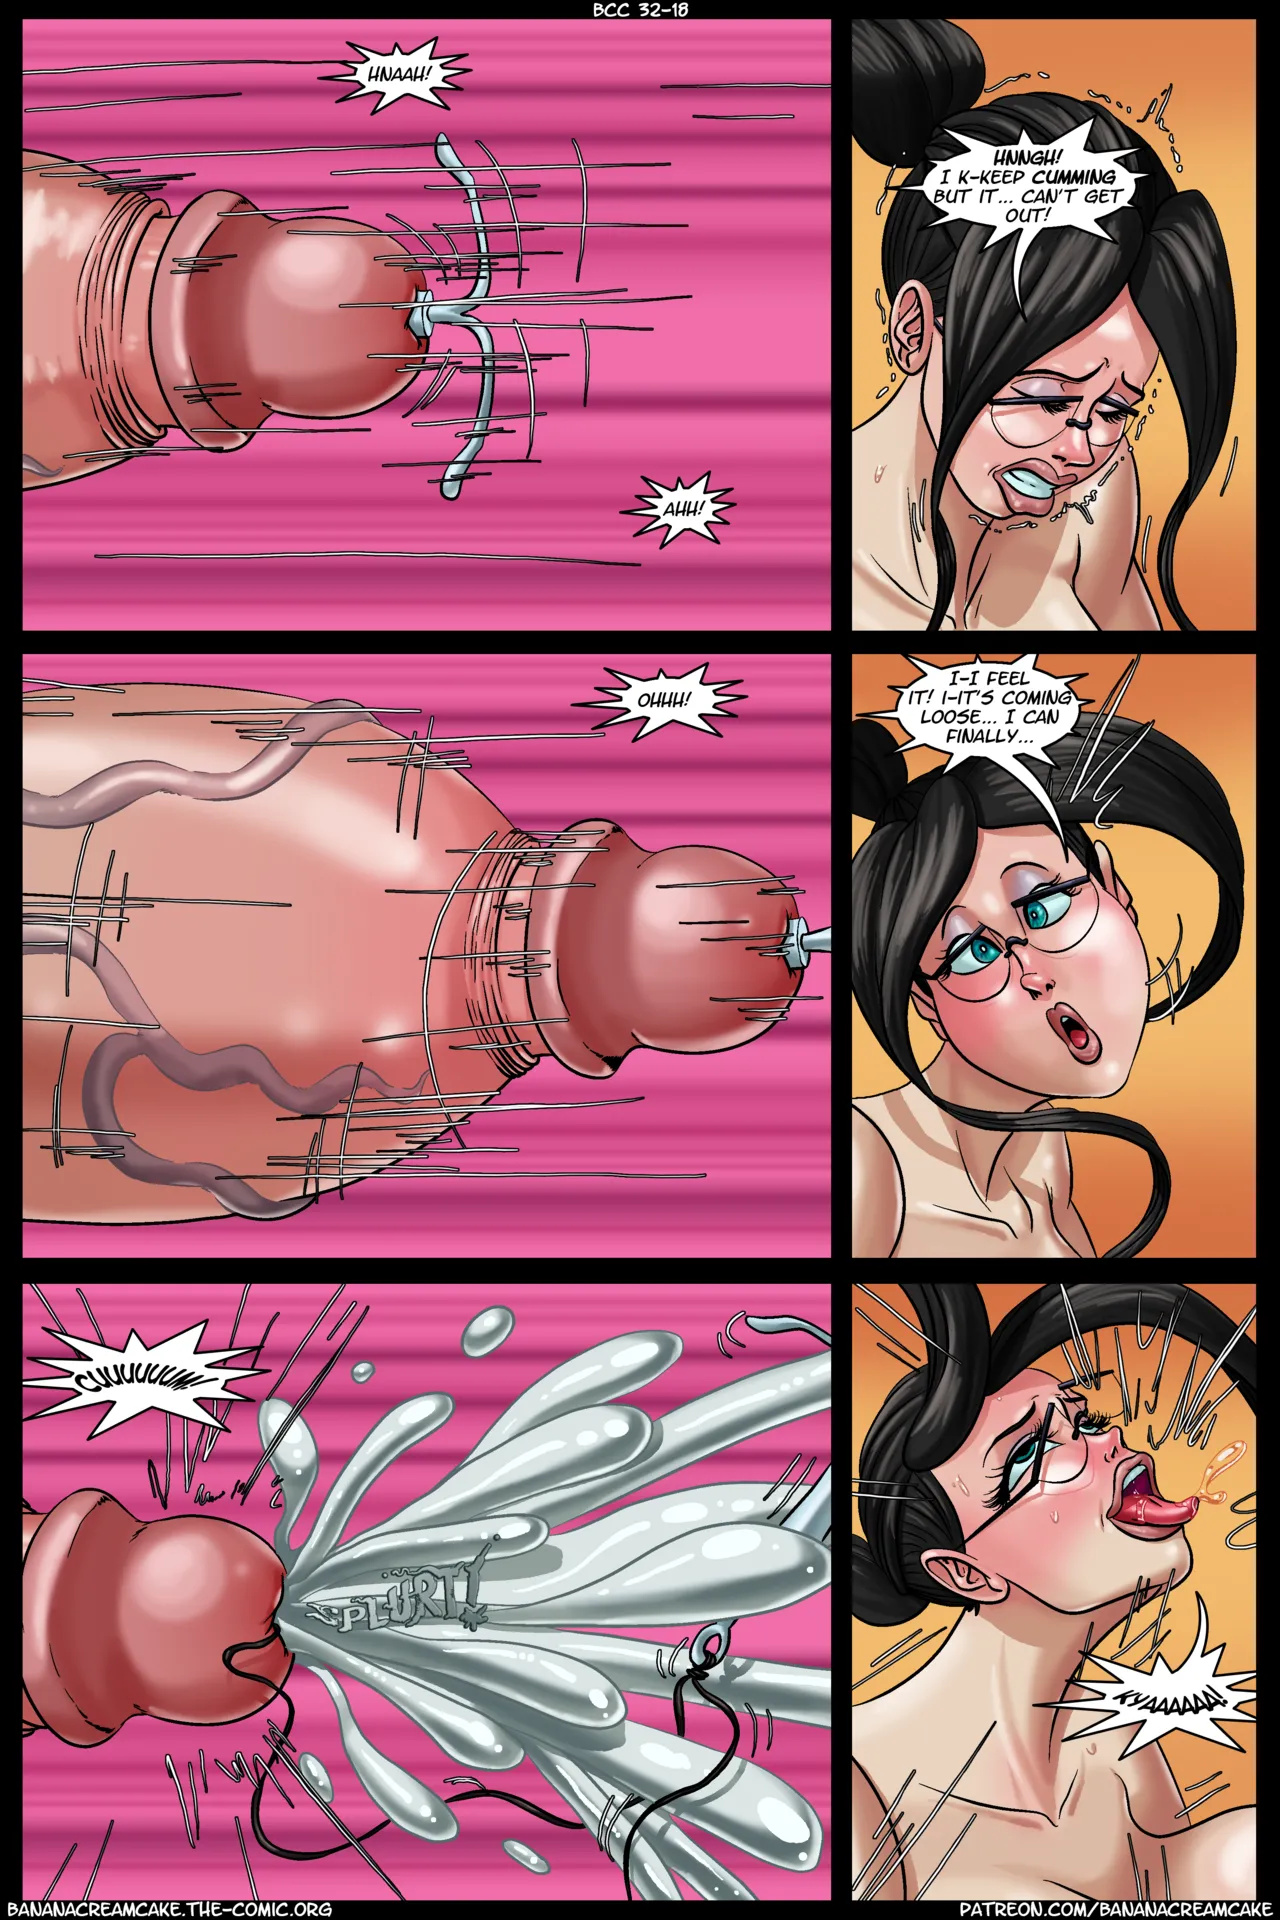 BCC 32-18
HNAAH!
AHH!
HNNGH!
I K-KEEP CUMMING
BUT IT... CAN'T GET
OUT!
OHHH!
I-I FEEL
IT! I-IT'S COMING
LOOSE... I CAN
FINALLY...
CUUUUUUM!
SPLURT!
KYAAAAAA!
BANANACREAMCAKE.THE-COMIC.ORG
PATREON.COM/BANANACREAMCAKE